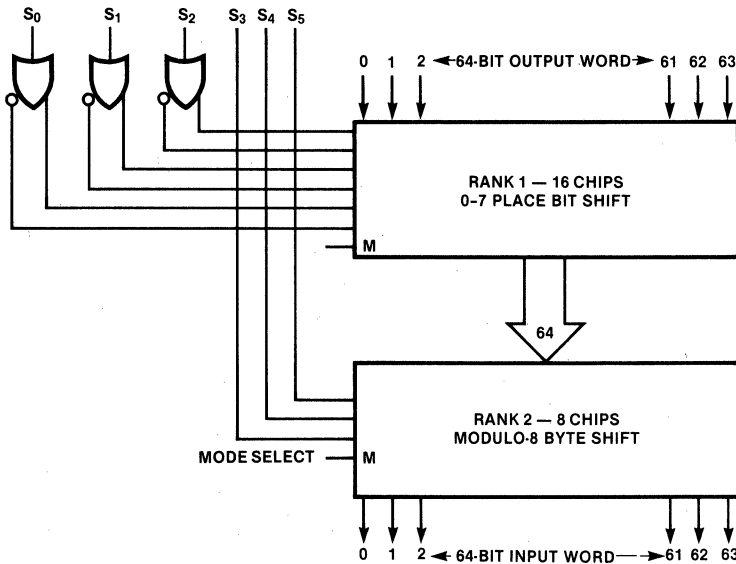 S0 S1 S2 S3 S4 S5
0 1 2 64-BIT OUTPUT WORD 61 62 63
RANK 1 — 16 CHIPS
0-7 PLACE BIT SHIFT
M
64
RANK 2 — 8 CHIPS
MODULO-8 BYTE SHIFT
MODE SELECT M
0 1 2 64-BIT INPUT WORD 61 62 63